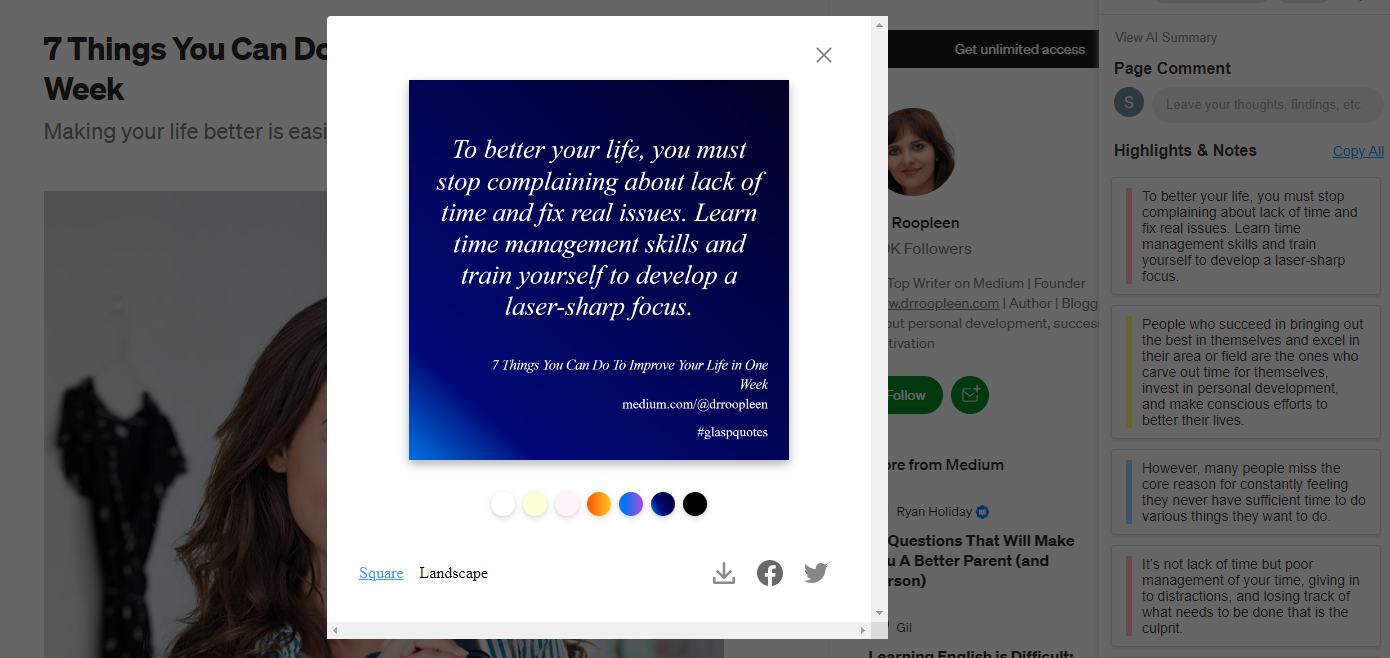 7 Things You Can Do
Week
Making your life better is easi
To better your life, you must
stop complaining about lack of
time and fix real issues. Learn
time management skills and
train yourself to develop a
laser-sharp focus.
7 Things You Can Do To Improve Your Life in One
Week
medium.com/@drroopleen
#glaspquotes
Square
Landscape
Get unlimited access
Roopleen
K Followers
Top Writer on Medium | Founder
w.drroopleen.com | Author | Blogg
out personal development, success
tivation
Follow
ore from Medium
Ryan Holiday
Questions That Will Make
u A Better Parent (and
rson)
Gil
Learning English is Difficult:
View AI Summary
Page Comment
S
Leave your thoughts, findings, etc
Highlights & Notes
Copy All
To better your life, you must stop
complaining about lack of time and
fix real issues. Learn time
management skills and train
yourself to develop a laser-sharp
focus.
People who succeed in bringing out
the best in themselves and excel in
their area or field are the ones who
carve out time for themselves,
invest in personal development,
and make conscious efforts to
better their lives.
However, many people miss the
core reason for constantly feeling
they never have sufficient time to do
various things they want to do.
It's not lack of time but poor
management of your time, giving in
to distractions, and losing track of
what needs to be done that is the
culprit.